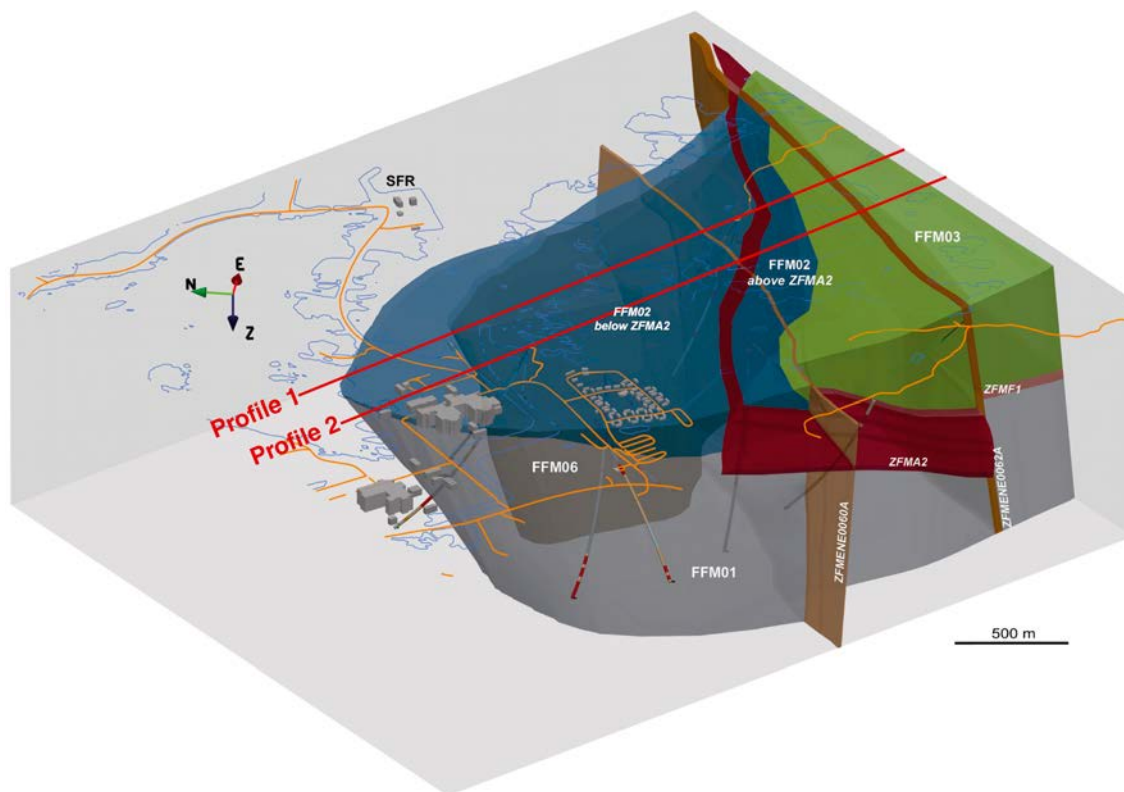 SFR
E
N
Z
FFM03
FFM02
above ZFMA2
FFM02
below ZFMA2
Profile 1
Profile 2
ZFMF1
FFM06
ZFMA2
ZFMENE0060A
ZFMENE0062A
FFM01
500 m